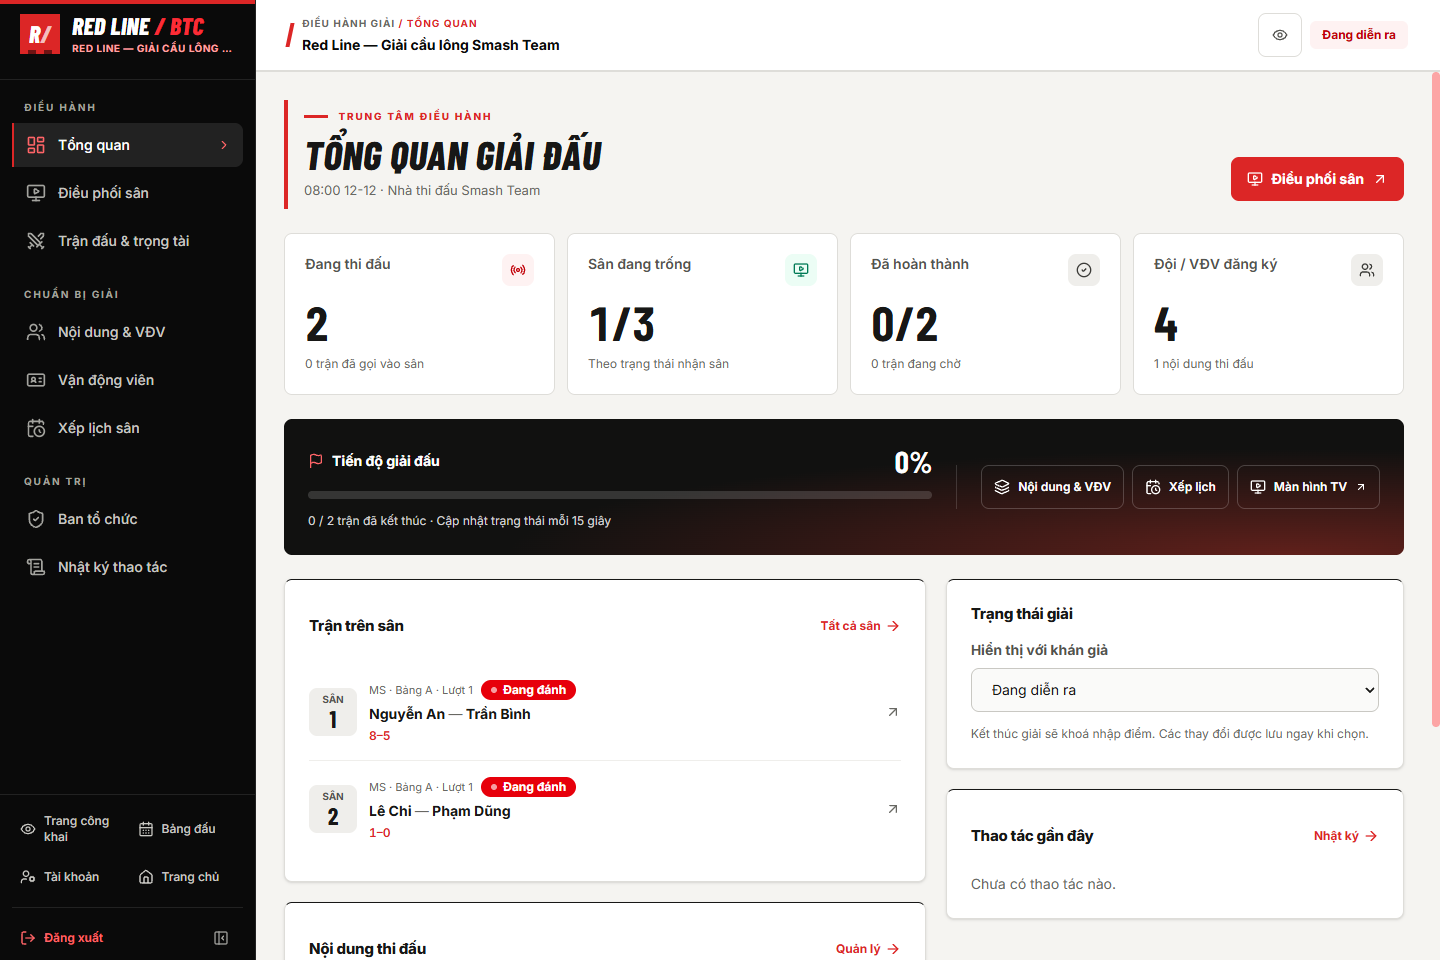 R/
RED LINE / BTC
RED LINE — GIẢI CẦU LÔNG ...
ĐIỀU HÀNH
Tổng quan
Điều phối sân
Trận đấu & trọng tài
CHUẨN BỊ GIẢI
Nội dung & VĐV
Vận động viên
Xếp lịch sân
QUẢN TRỊ
Ban tổ chức
Nhật ký thao tác
Trang công khai
Bảng đấu
Tài khoản
Trang chủ
Đăng xuất
ĐIỀU HÀNH GIẢI / TỔNG QUAN
Red Line — Giải cầu lông Smash Team
Đang diễn ra
TRUNG TÂM ĐIỀU HÀNH
TỔNG QUAN GIẢI ĐẤU
08:00 12-12 · Nhà thi đấu Smash Team
Điều phối sân
Đang thi đấu
2
0 trận đã gọi vào sân
Sân đang trống
1/3
Theo trạng thái nhận sân
Đã hoàn thành
0/2
0 trận đang chờ
Đội / VĐV đăng ký
4
1 nội dung thi đấu
Tiến độ giải đấu
0%
0 / 2 trận đã kết thúc · Cập nhật trạng thái mỗi 15 giây
Nội dung & VĐV
Xếp lịch
Màn hình TV
Trận trên sân
Tất cả sân
SÂN
1
MS · Bảng A · Lượt 1
Đang đánh
Nguyễn An — Trần Bình
8–5
SÂN
2
MS · Bảng A · Lượt 1
Đang đánh
Lê Chi — Phạm Dũng
1–0
Nội dung thi đấu
Quản lý
Trạng thái giải
Hiển thị với khán giả
Đang diễn ra
Kết thúc giải sẽ khoá nhập điểm. Các thay đổi được lưu ngay khi chọn.
Thao tác gần đây
Nhật ký
Chưa có thao tác nào.